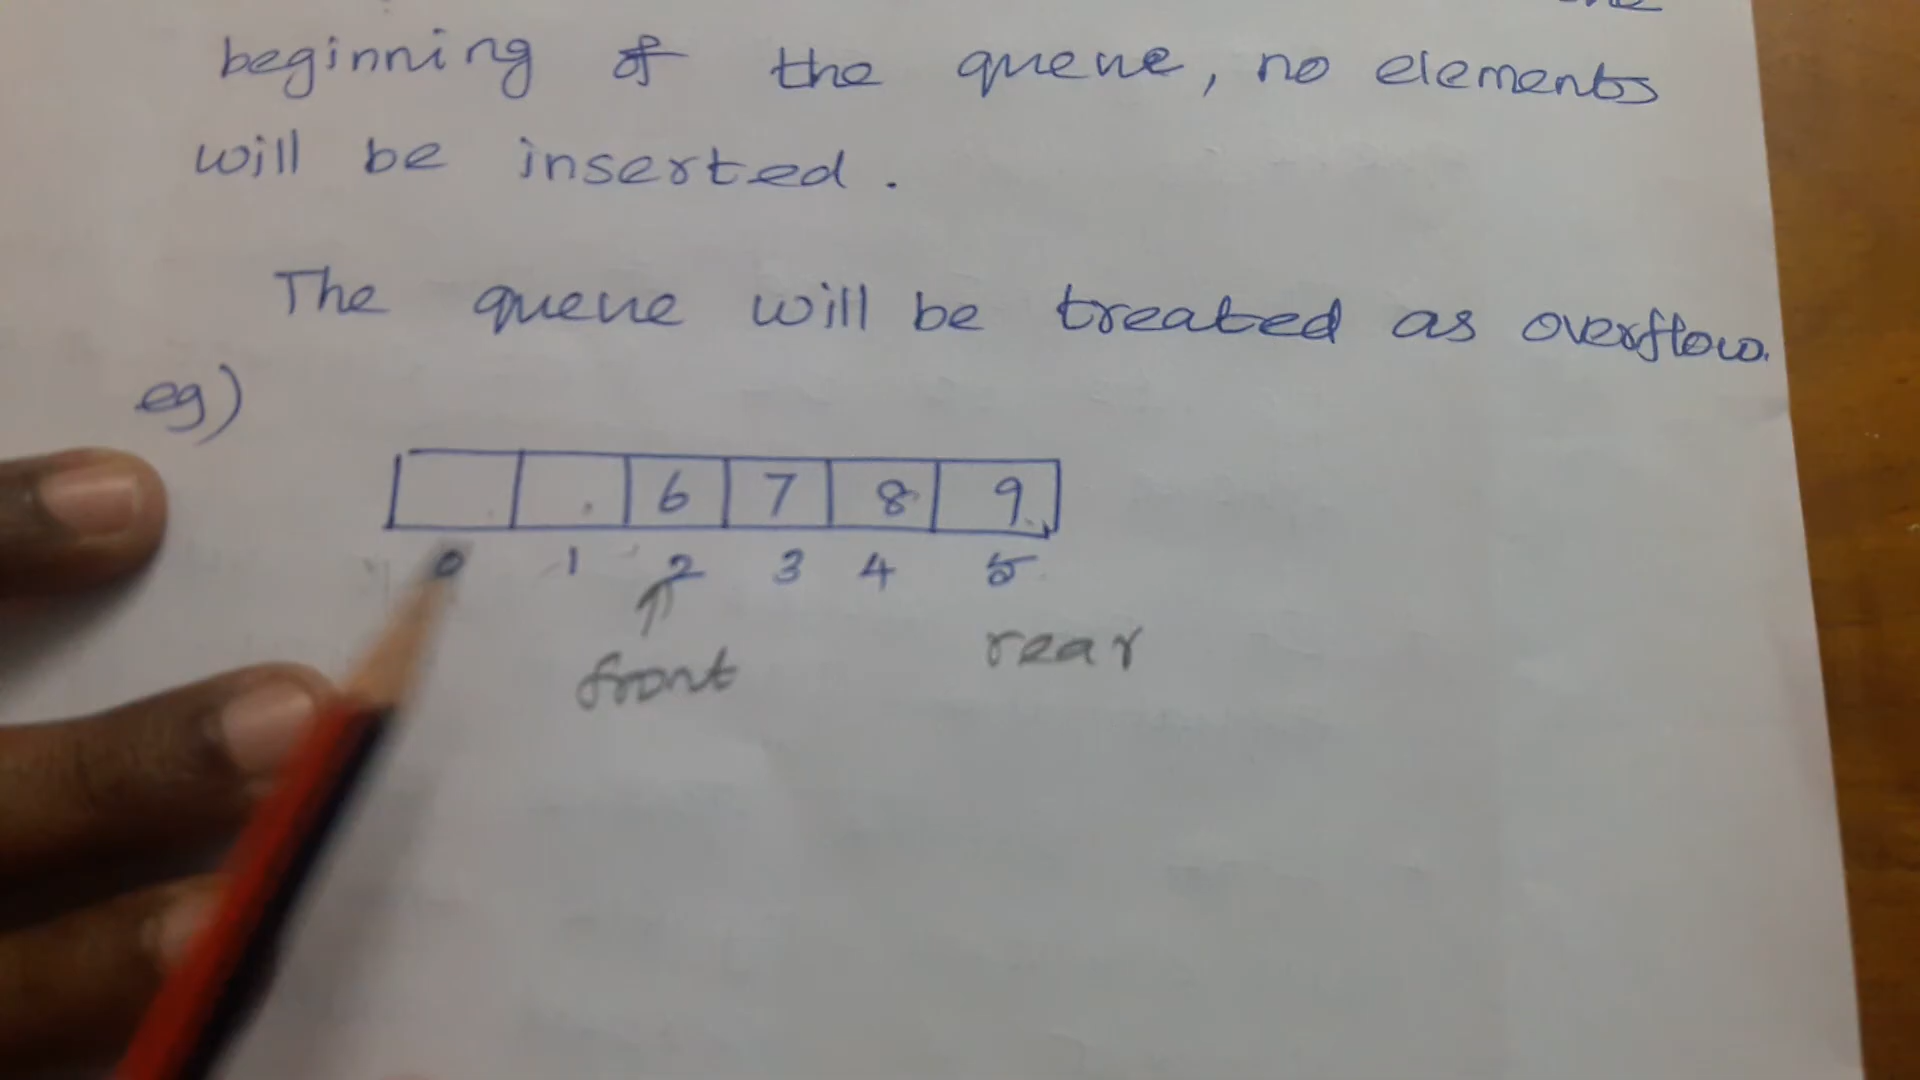 beginning of the queue, no elements
will be inserted.
The queue will be treated as overflow.
eg)
6 7 8 9
0 1 2 3 4 5
front rear